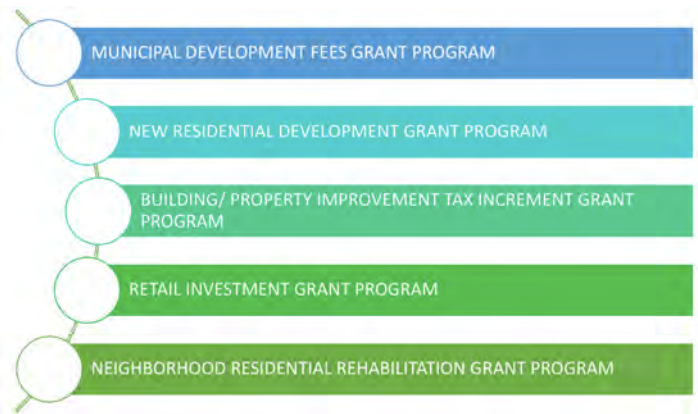 MUNICIPAL DEVELOPMENT FEES GRANT PROGRAM
NEW RESIDENTIAL DEVELOPMENT GRANT PROGRAM
BUILDING/ PROPERTY IMPROVEMENT TAX INCREMENT GRANT
PROGRAM
RETAIL INVESTMENT GRANT PROGRAM
NEIGHBORHOOD RESIDENTIAL REHABILITATION GRANT PROGRAM